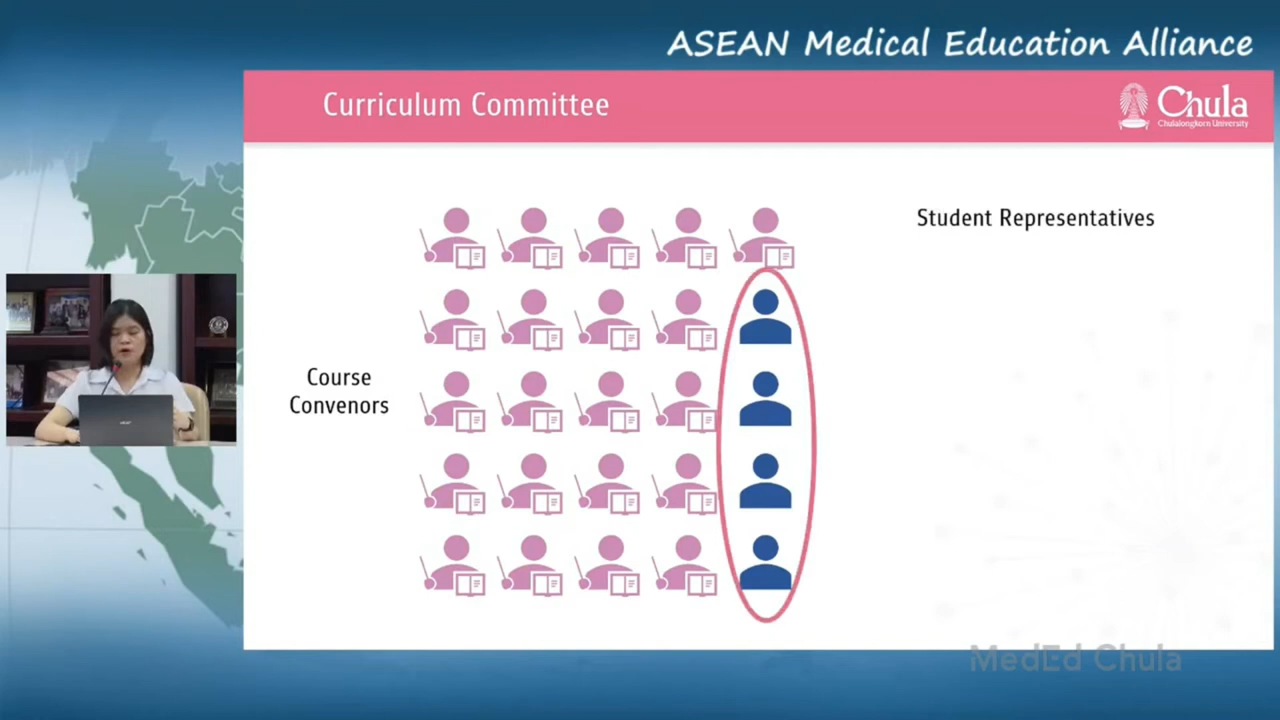 ASEAN Medical Education Alliance
Curriculum Committee
Chula
Chulalongkorn University
Student Representatives
Course
Convenors
MedEd Chula